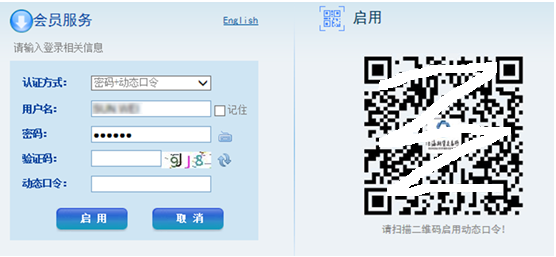 会员服务
English
请输入登录相关信息
认证方式: 密码+动态口令
用户名: 记住
密码: ●●●●●●
验证码: 9J8
动态口令:
启 用 取 消
启用
请扫描二维码启用动态口令!